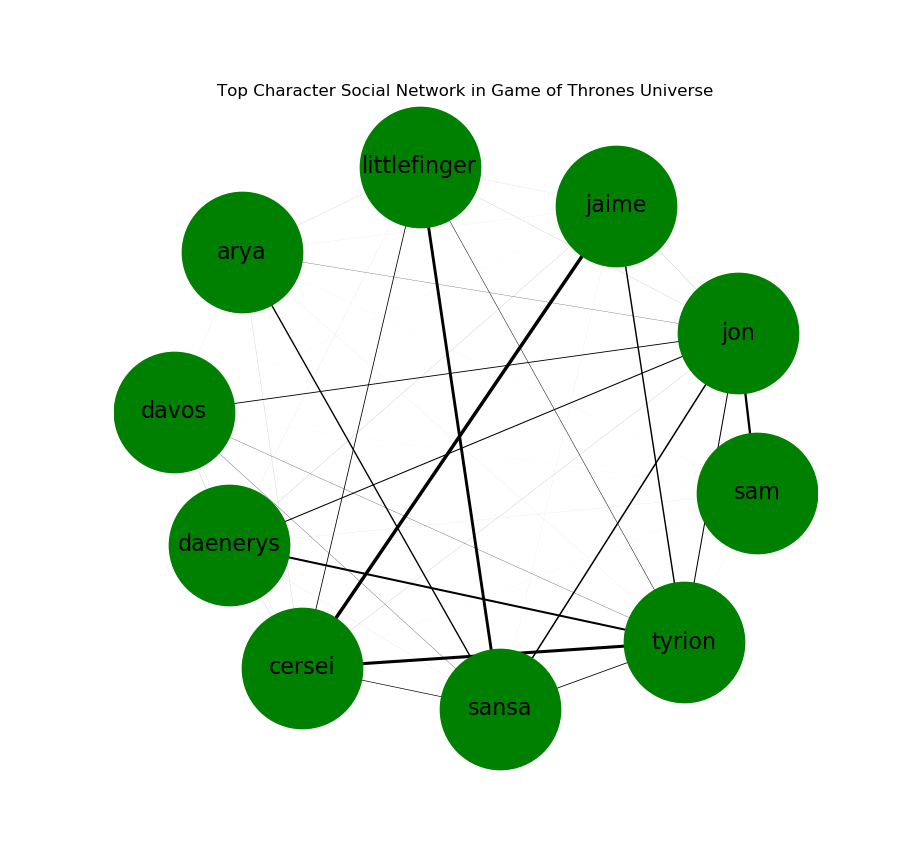 Top Character Social Network in Game of Thrones Universe
littlefinger
jaime
arya
jon
davos
sam
daenerys
tyrion
cersei
sansa